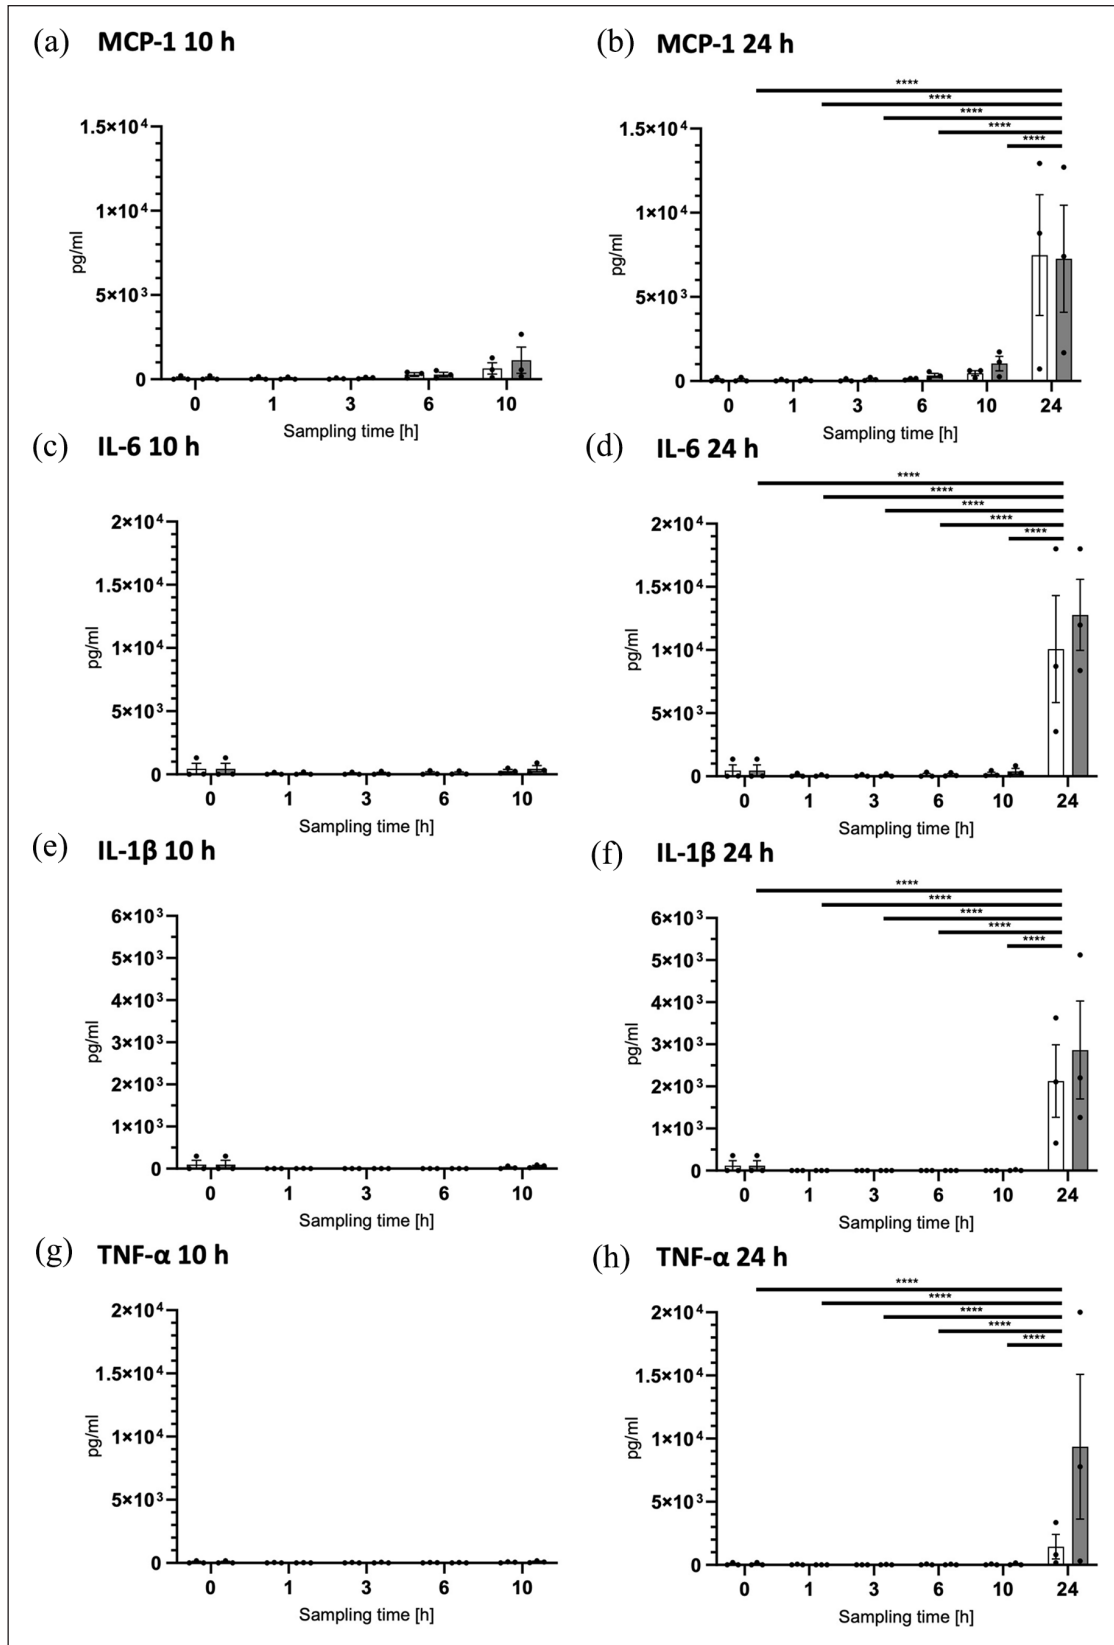 (a) MCP-1 10 h
1.5×10⁴
1×10⁴
5×10³
0
pg/ml
0 1 3 6 10
Sampling time [h]
(b) MCP-1 24 h
****
****
****
****
****
1.5×10⁴
1×10⁴
5×10³
0
pg/ml
0 1 3 6 10 24
Sampling time [h]
(c) IL-6 10 h
2×10⁴
1.5×10⁴
1×10⁴
5×10³
0
pg/ml
0 1 3 6 10
Sampling time [h]
(d) IL-6 24 h
****
****
****
****
****
2×10⁴
1.5×10⁴
1×10⁴
5×10³
0
pg/ml
0 1 3 6 10 24
Sampling time [h]
(e) IL-1β 10 h
6×10³
5×10³
4×10³
3×10³
2×10³
1×10³
0
pg/ml
0 1 3 6 10
Sampling time [h]
(f) IL-1β 24 h
****
****
****
****
****
6×10³
5×10³
4×10³
3×10³
2×10³
1×10³
0
pg/ml
0 1 3 6 10 24
Sampling time [h]
(g) TNF-α 10 h
2×10⁴
1.5×10⁴
1×10⁴
5×10³
0
pg/ml
0 1 3 6 10
Sampling time [h]
(h) TNF-α 24 h
****
****
****
****
****
2×10⁴
1.5×10⁴
1×10⁴
5×10³
0
pg/ml
0 1 3 6 10 24
Sampling time [h]